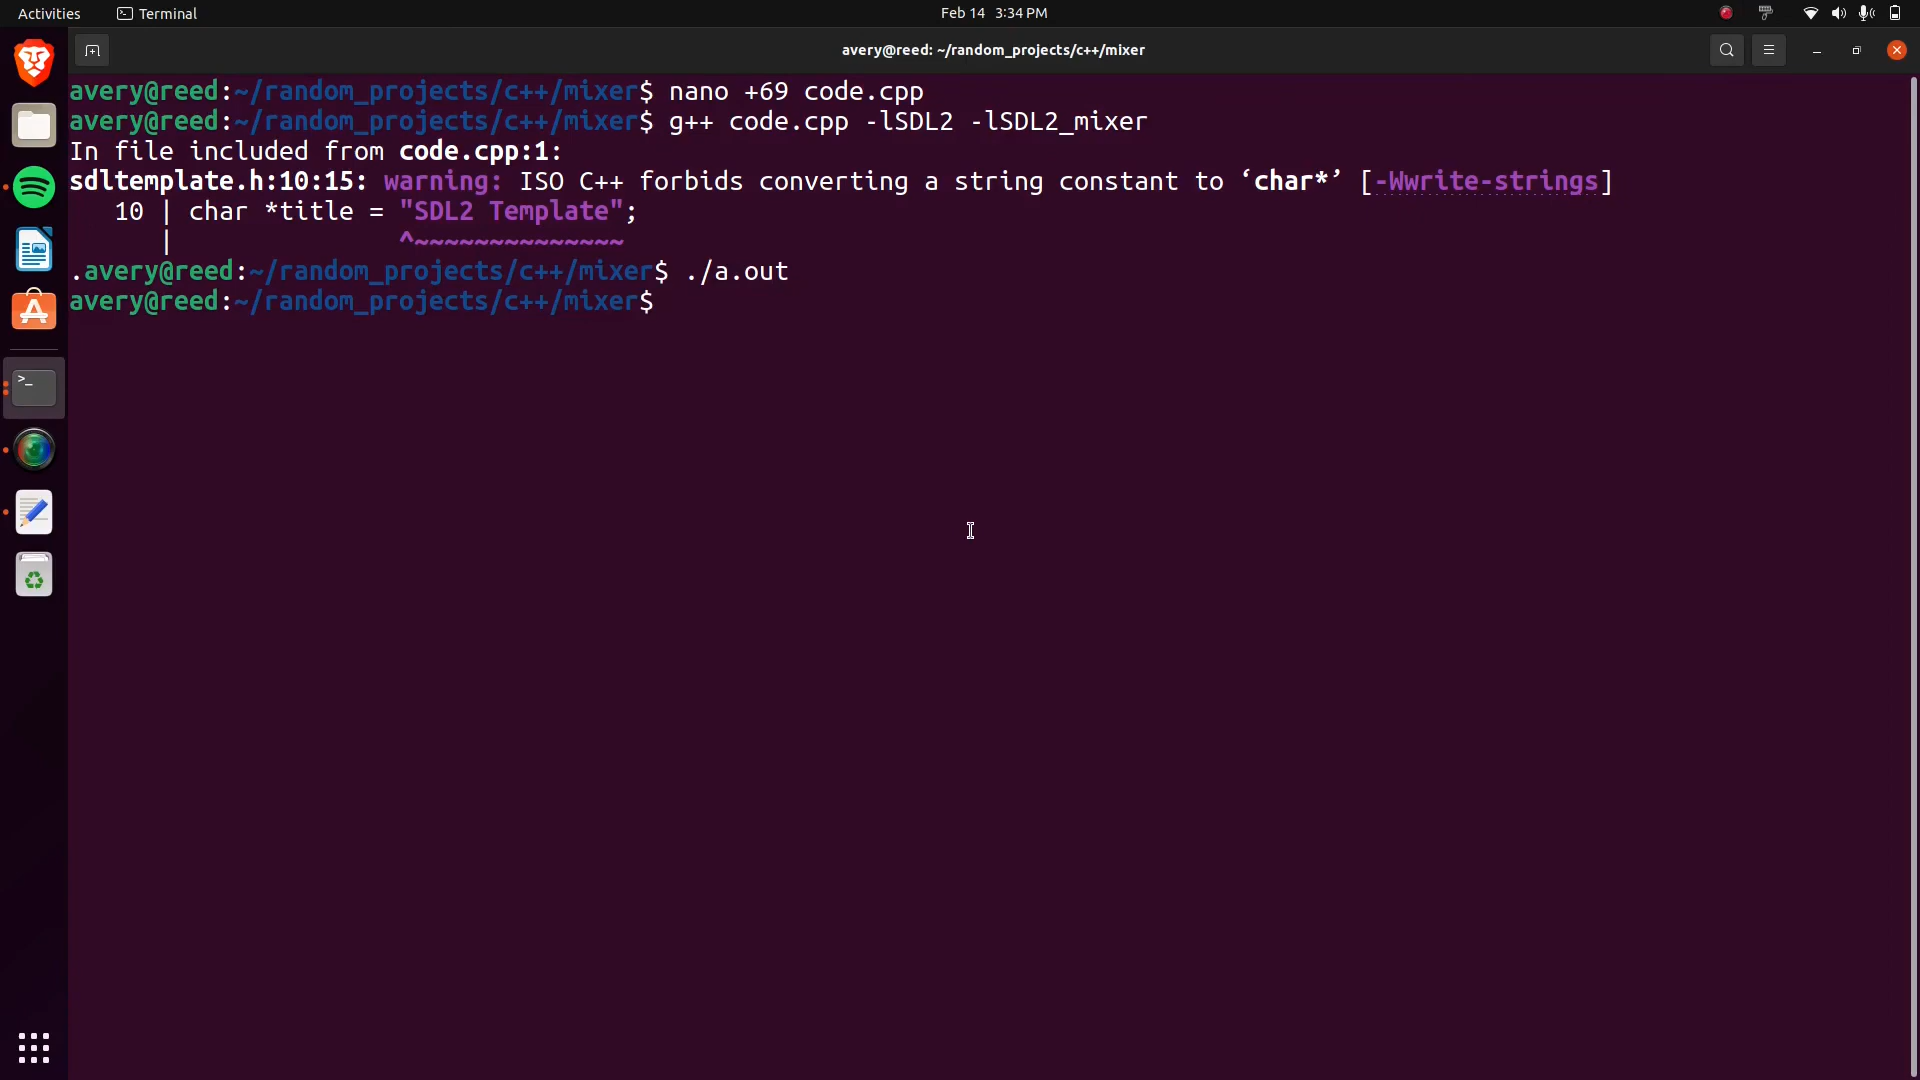 Activities Terminal Feb 14 3:34 PM
avery@reed: ~/random_projects/c++/mixer
avery@reed:~/random_projects/c++/mixer$ nano +69 code.cpp
avery@reed:~/random_projects/c++/mixer$ g++ code.cpp -lSDL2 -lSDL2_mixer
In file included from code.cpp:1:
sdltemplate.h:10:15: warning: ISO C++ forbids converting a string constant to ‘char*’ [-Wwrite-strings]
   10 | char *title = "SDL2 Template";
      |               ^~~~~~~~~~~~~~~
.avery@reed:~/random_projects/c++/mixer$ ./a.out
avery@reed:~/random_projects/c++/mixer$